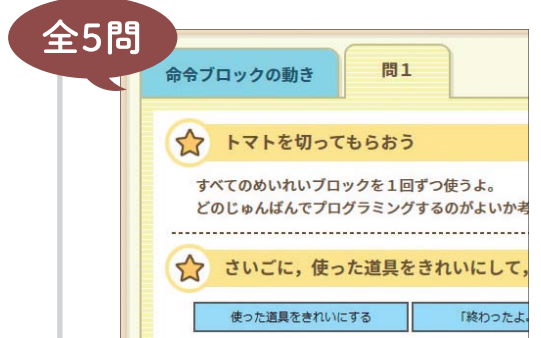 全5問
命令ブロックの動き
問1
トマトを切ってもらおう
すべてのめいれいブロックを1回ずつ使うよ。
どのじゅんばんでプログラミングするのがよいか考
さいごに,使った道具をきれいにして,
使った道具をきれいにする
「終わったよ